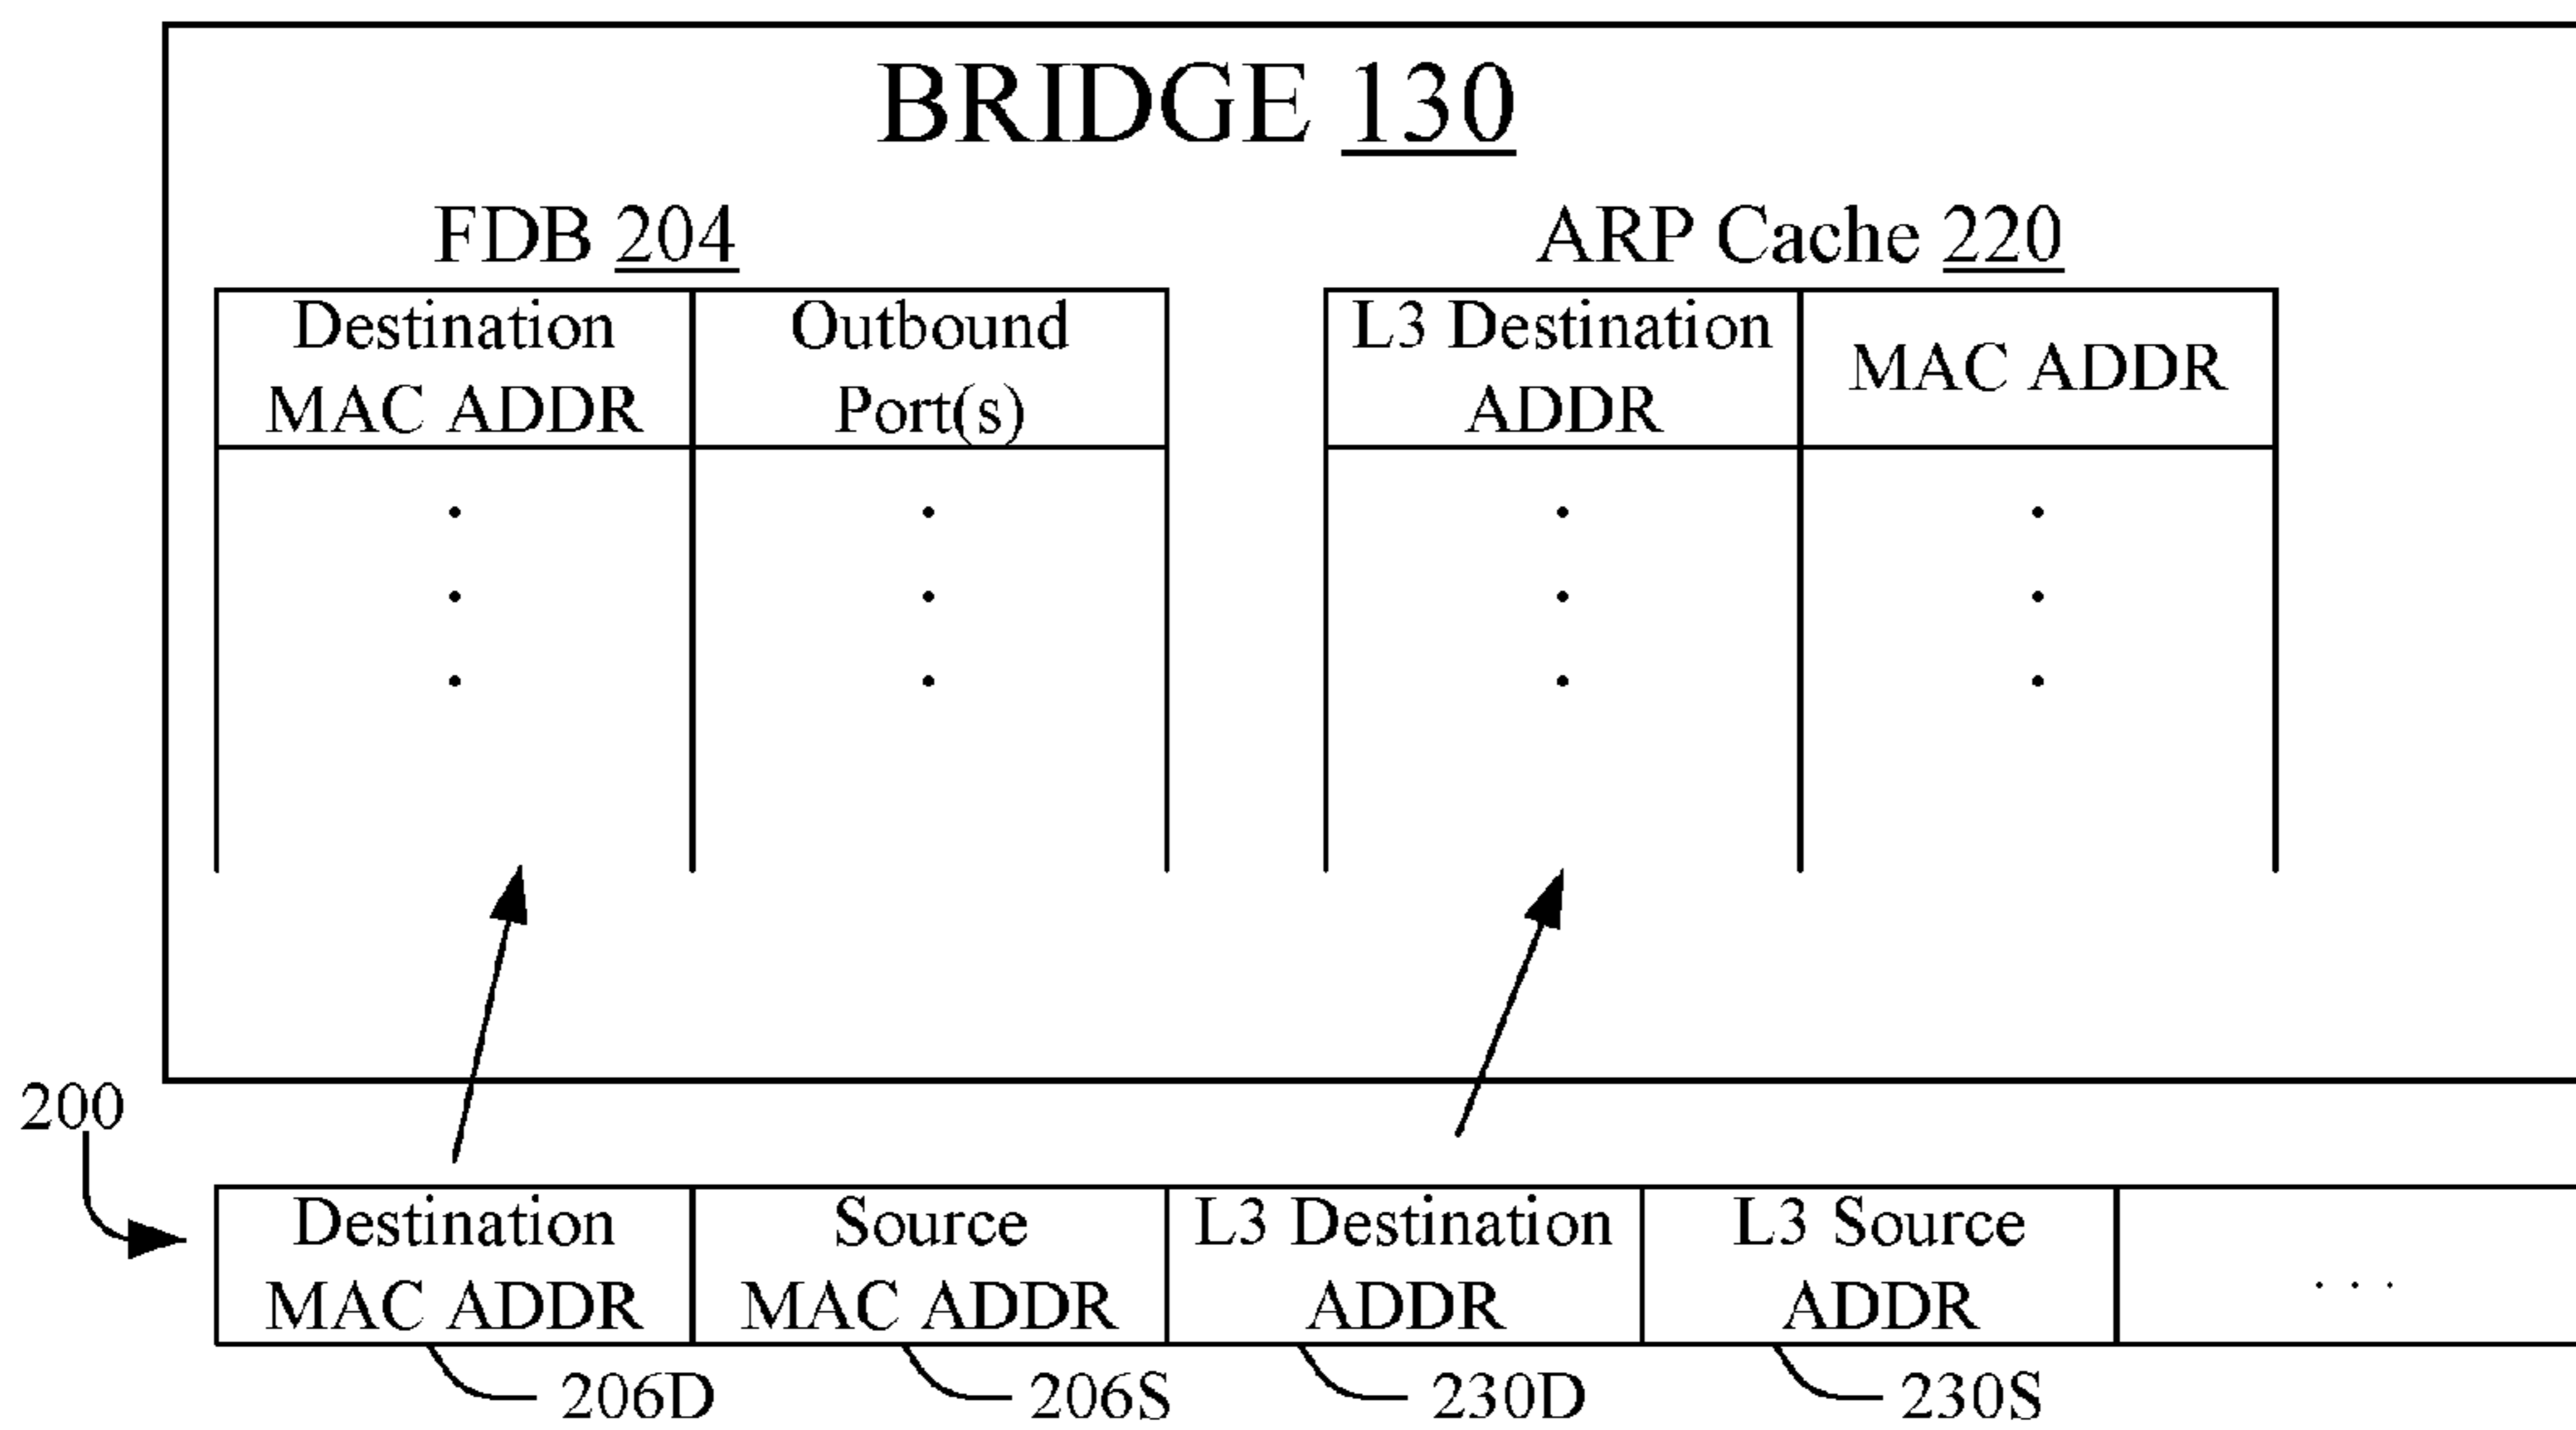 BRIDGE 130
FDB 204
ARP Cache 220
Destination
MAC ADDR
Outbound
Port(s)
L3 Destination
ADDR
MAC ADDR
200
Destination
MAC ADDR
Source
MAC ADDR
L3 Destination
ADDR
L3 Source
ADDR
. . .
206D
206S
230D
230S